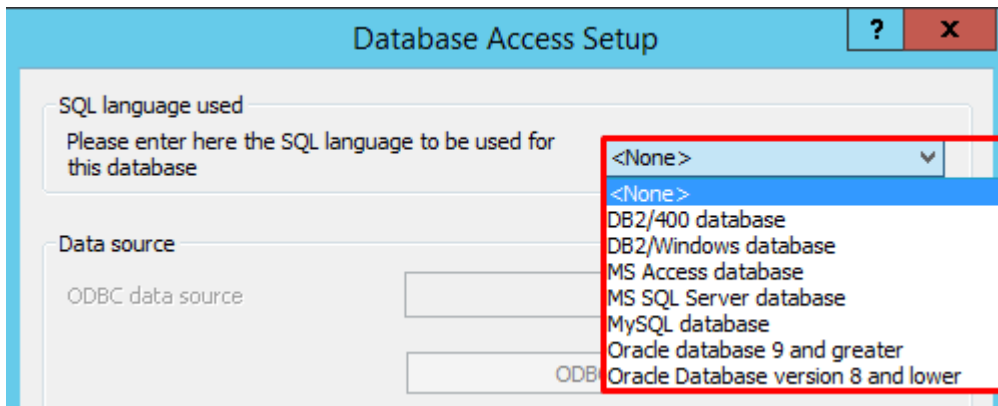 Database Access Setup
?
x
SQL language used
Please enter here the SQL language to be used for
this database
<None>
<None>
DB2/400 database
DB2/Windows database
MS Access database
MS SQL Server database
MySQL database
Oracle database 9 and greater
Oracle Database version 8 and lower
Data source
ODBC data source